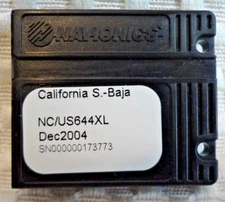 NAVIONICS
California S.-Baja
NC/US644XL
Dec2004
SN000000173773